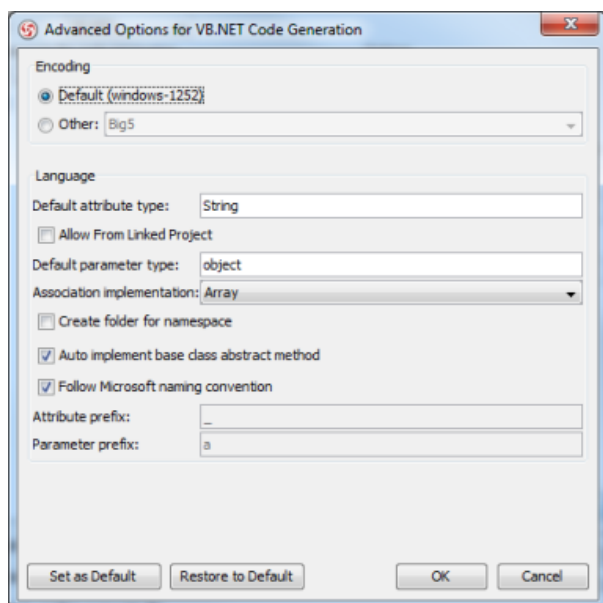 Advanced Options for VB.NET Code Generation
Encoding
Default (windows-1252)
Other: Big5
Language
Default attribute type: String
Allow From Linked Project
Default parameter type: object
Association implementation: Array
Create folder for namespace
Auto implement base class abstract method
Follow Microsoft naming convention
Attribute prefix: _
Parameter prefix: a
Set as Default Restore to Default OK Cancel